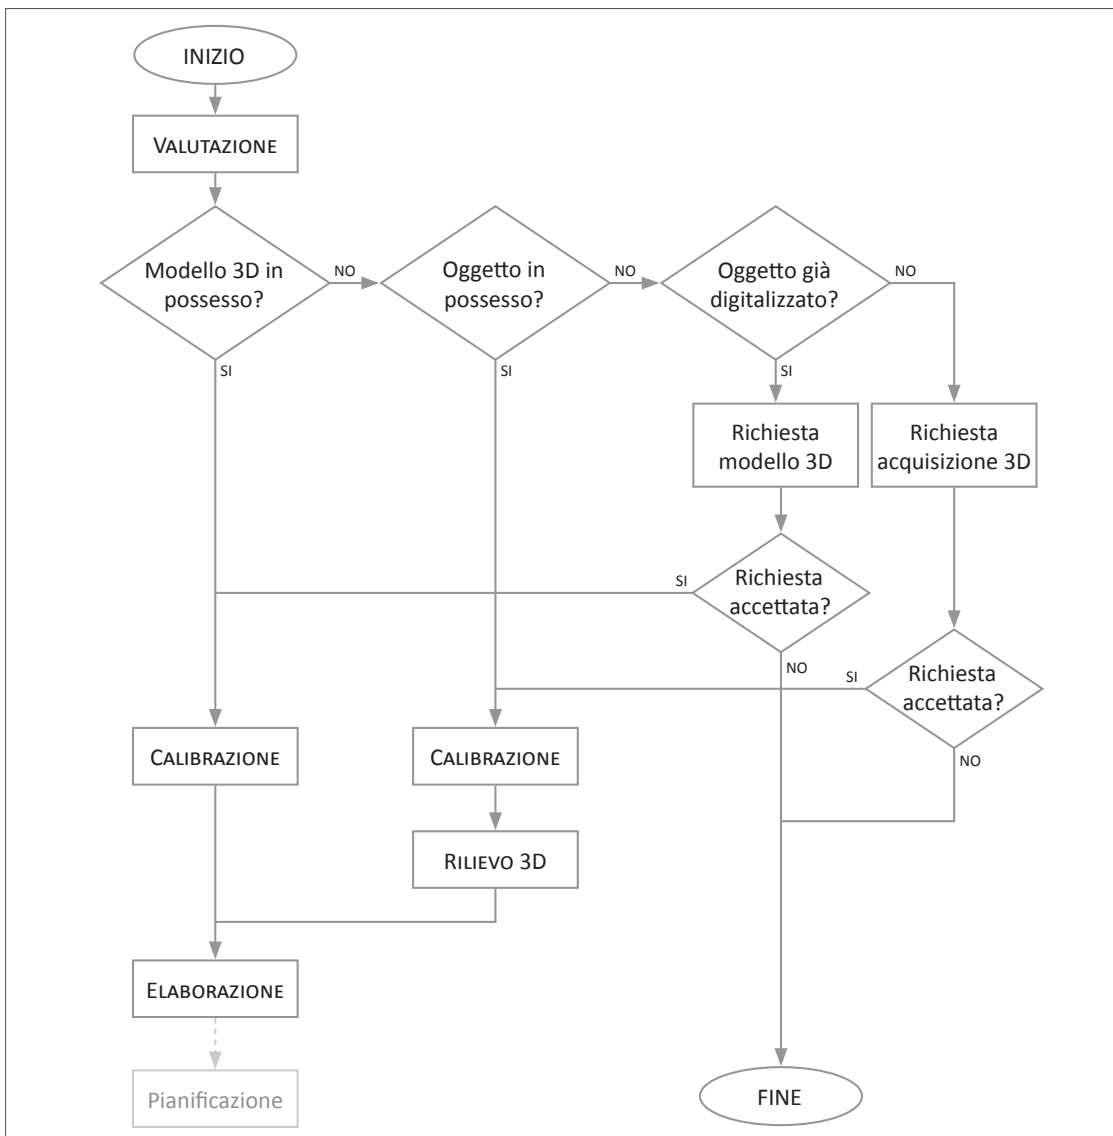 INIZIO
VALUTAZIONE
Modello 3D in
possesso?
NO
SI
Oggetto in
possesso?
NO
SI
Oggetto già
digitalizzato?
NO
SI
Richiesta
modello 3D
Richiesta
acquisizione 3D
Richiesta
accettata?
SI
NO
Richiesta
accettata?
SI
NO
CALIBRAZIONE
CALIBRAZIONE
RILIEVO 3D
ELABORAZIONE
Pianificazione
FINE